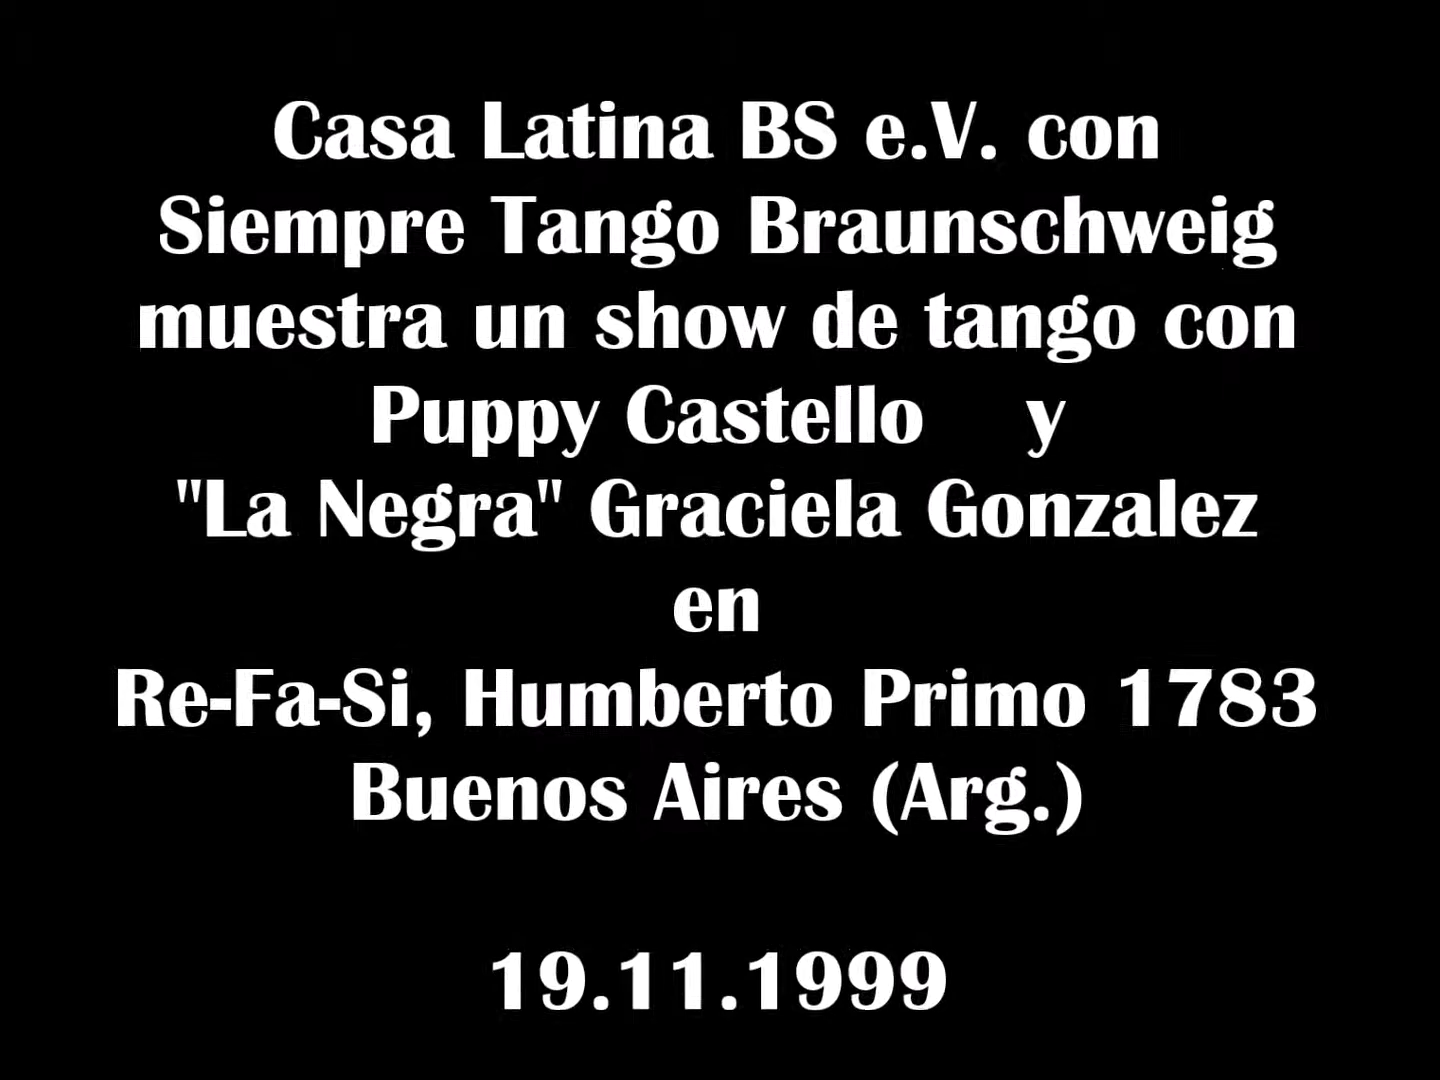 Casa Latina BS e.V. con
Siempre Tango Braunschweig
muestra un show de tango con
Puppy Castello y
"La Negra" Graciela Gonzalez
en
Re-Fa-Si, Humberto Primo 1783
Buenos Aires (Arg.)
19.11.1999